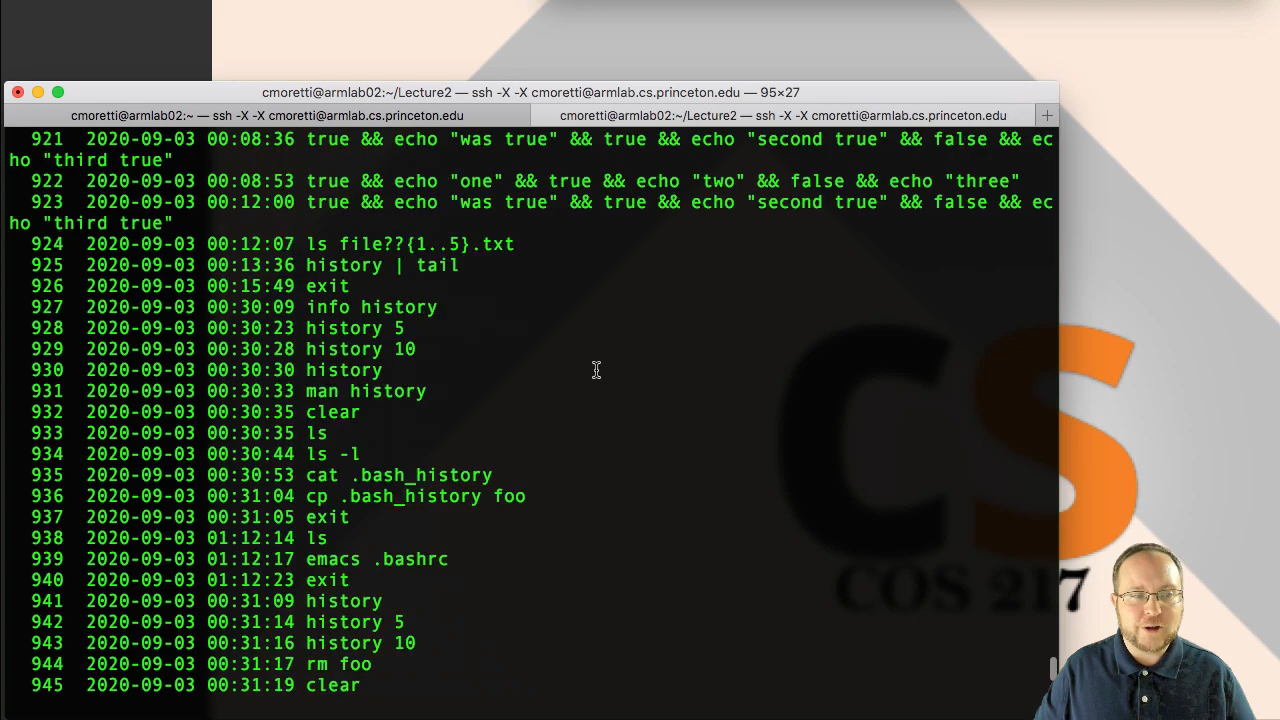 cmoretti@armlab02:~/Lecture2 — ssh -X -X cmoretti@armlab.cs.princeton.edu — 95×27
cmoretti@armlab02:~ — ssh -X -X cmoretti@armlab.cs.princeton.edu
cmoretti@armlab02:~/Lecture2 — ssh -X -X cmoretti@armlab.cs.princeton.edu
921 2020-09-03 00:08:36 true && echo "was true" && true && echo "second true" && false && ec
ho "third true"
922 2020-09-03 00:08:53 true && echo "one" && true && echo "two" && false && echo "three"
923 2020-09-03 00:12:00 true && echo "was true" && true && echo "second true" && false && ec
ho "third true"
924 2020-09-03 00:12:07 ls file??{1..5}.txt
925 2020-09-03 00:13:36 history | tail
926 2020-09-03 00:15:49 exit
927 2020-09-03 00:30:09 info history
928 2020-09-03 00:30:23 history 5
929 2020-09-03 00:30:28 history 10
930 2020-09-03 00:30:30 history
931 2020-09-03 00:30:33 man history
932 2020-09-03 00:30:35 clear
933 2020-09-03 00:30:35 ls
934 2020-09-03 00:30:44 ls -l
935 2020-09-03 00:30:53 cat .bash_history
936 2020-09-03 00:31:04 cp .bash_history foo
937 2020-09-03 00:31:05 exit
938 2020-09-03 01:12:14 ls
939 2020-09-03 01:12:17 emacs .bashrc
940 2020-09-03 01:12:23 exit
941 2020-09-03 00:31:09 history
942 2020-09-03 00:31:14 history 5
943 2020-09-03 00:31:16 history 10
944 2020-09-03 00:31:17 rm foo
945 2020-09-03 00:31:19 clear
CS
COS 217